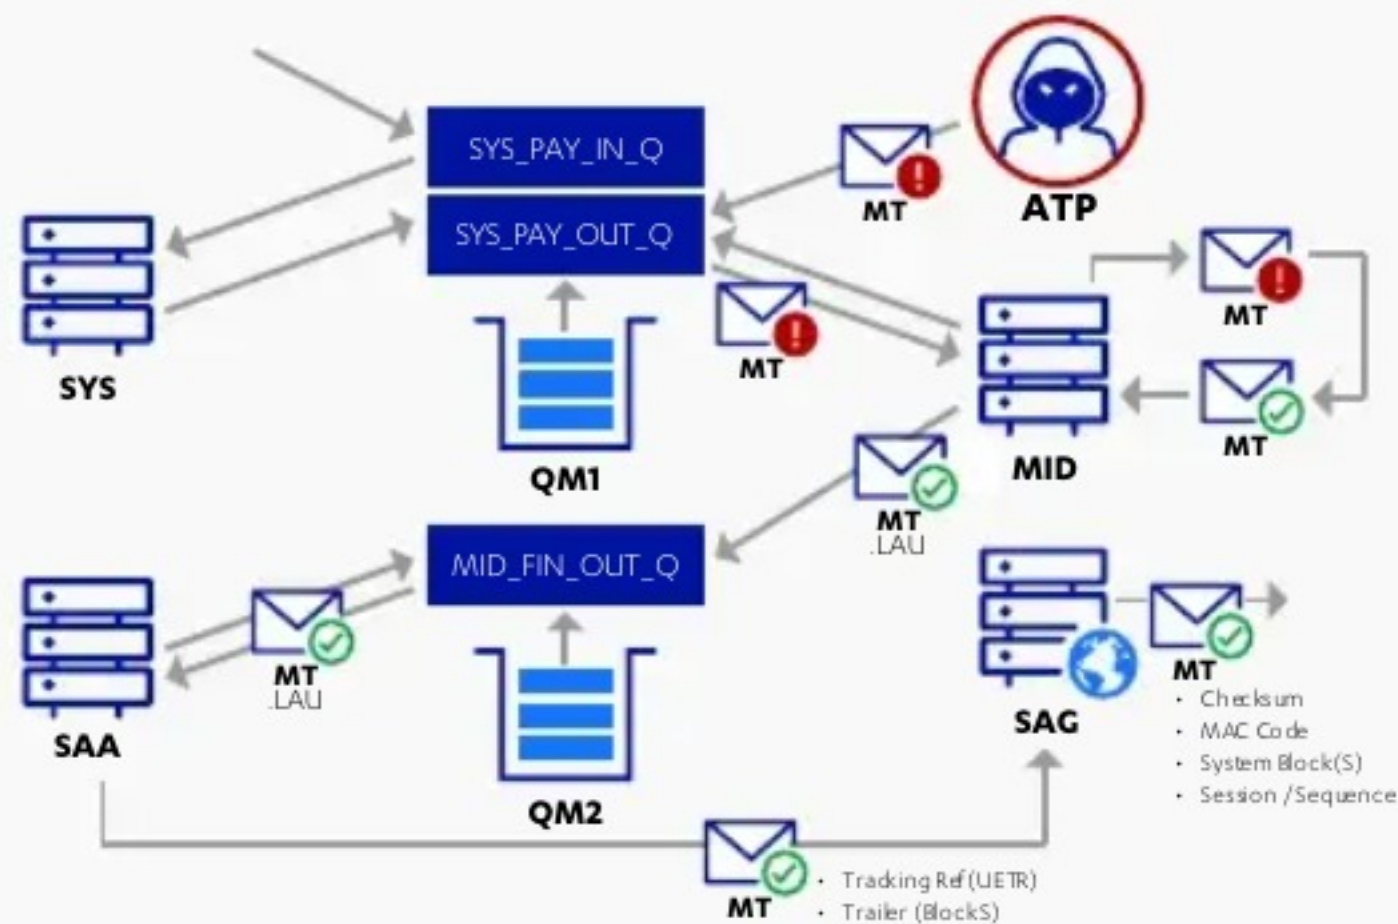 SYS_PAY_IN_Q
SYS_PAY_OUT_Q
MT
ATP
SYS
MT
MT
MT
QM1
MID
MT
.LAU
MID_FIN_OUT_Q
MT
.LAU
SAA
QM2
SAG
MT
• Checksum
• MAC Code
• System Block(S)
• Session /Sequence
MT
• Tracking Ref(UETR)
• Trailer (BlockS)